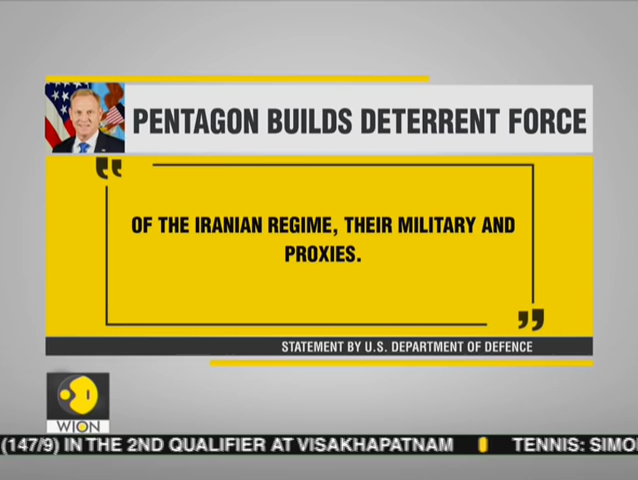 PENTAGON BUILDS DETERRENT FORCE
OF THE IRANIAN REGIME, THEIR MILITARY AND
PROXIES.
STATEMENT BY U.S. DEPARTMENT OF DEFENCE
WION
(147/9) IN THE 2ND QUALIFIER AT VISAKHAPATNAM TENNIS: SIMO